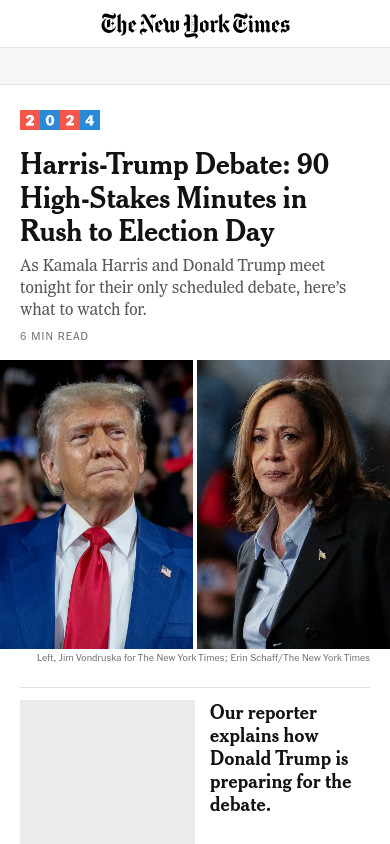 The New York Times
2024
Harris-Trump Debate: 90
High-Stakes Minutes in
Rush to Election Day
As Kamala Harris and Donald Trump meet
tonight for their only scheduled debate, here’s
what to watch for.
6 MIN READ
Left, Jim Vondruska for The New York Times; Erin Schaff/The New York Times
Our reporter
explains how
Donald Trump is
preparing for the
debate.